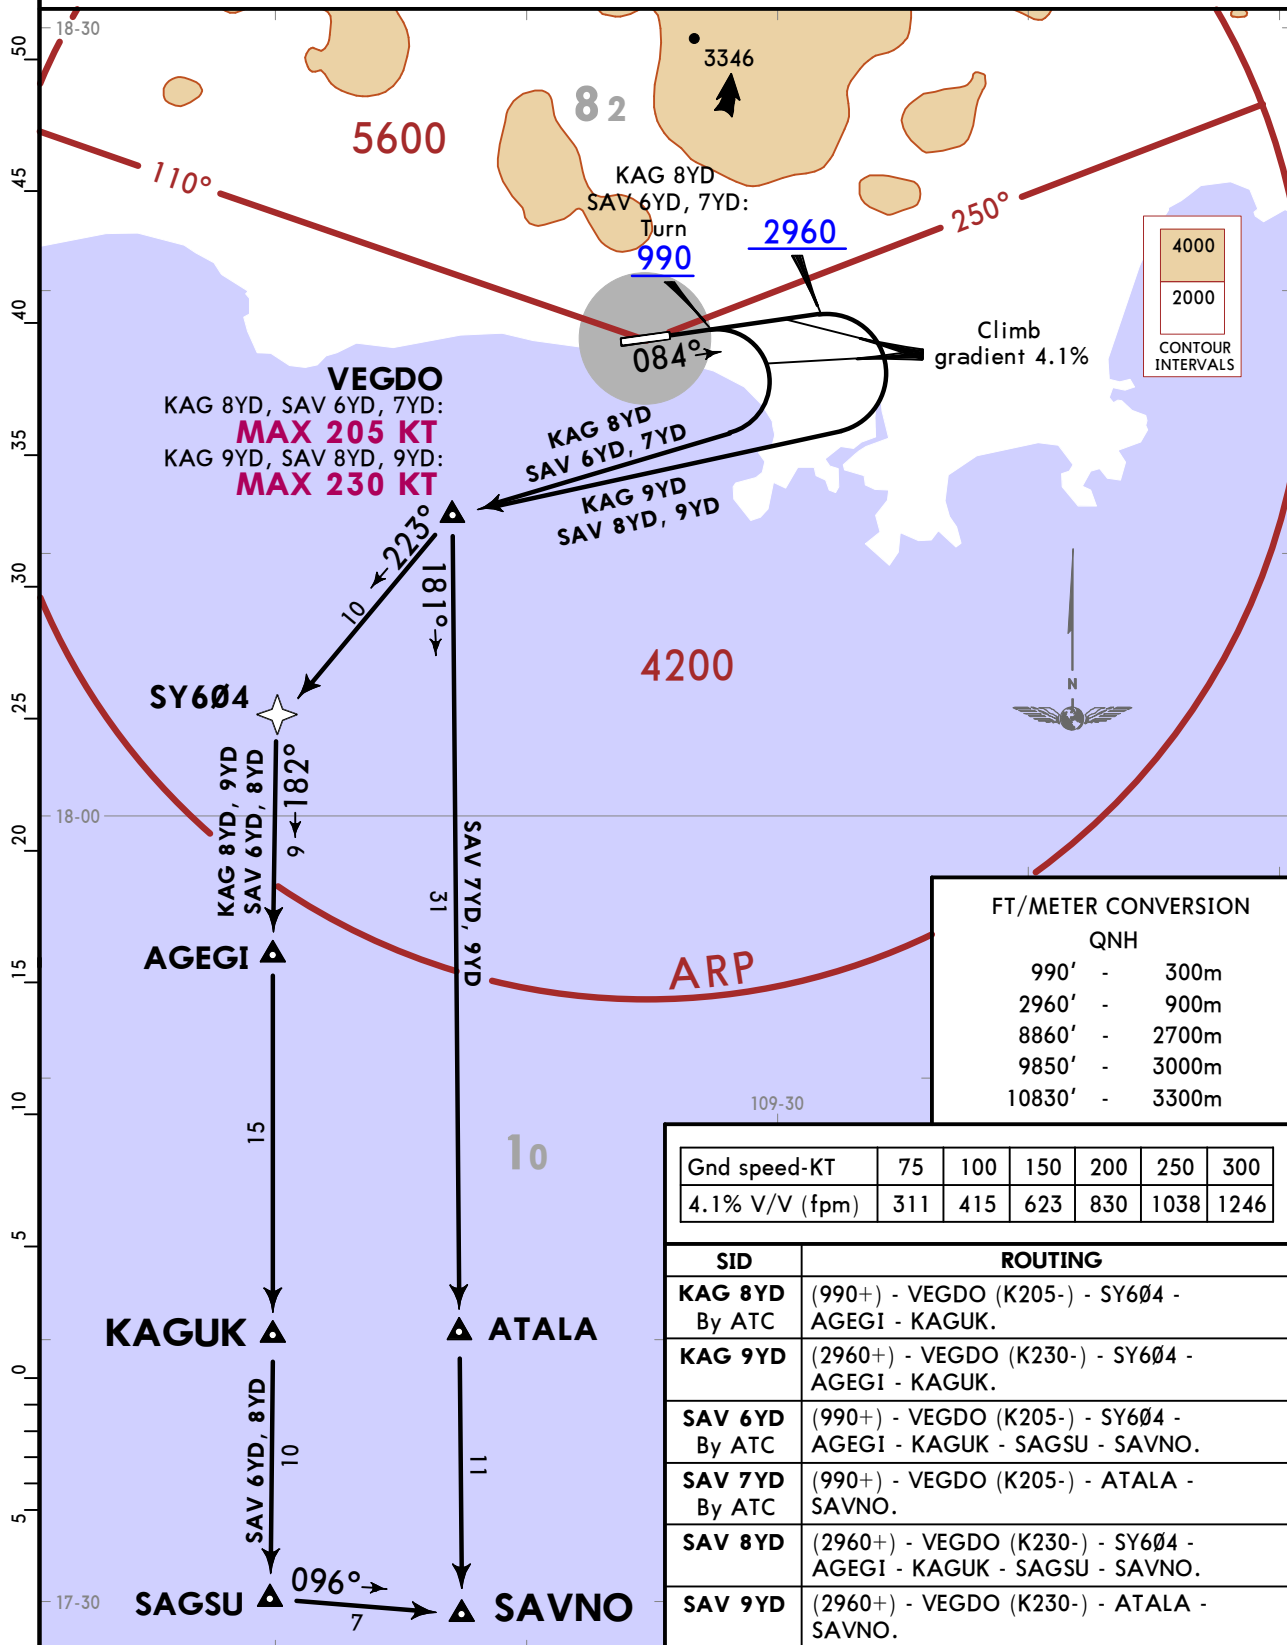 18-30
3346
82
5600
110°
250°
KAG 8YD
SAV 6YD, 7YD:
Turn
990
2960
4000
2000
CONTOUR
INTERVALS
084°
Climb
gradient 4.1%
VEGDO
KAG 8YD, SAV 6YD, 7YD:
MAX 205 KT
KAG 9YD, SAV 8YD, 9YD:
MAX 230 KT
KAG 8YD
SAV 6YD, 7YD
KAG 9YD
SAV 8YD, 9YD
223°
10
181°
4200
N
SY6Ø4
KAG 8YD, 9YD
SAV 6YD, 8YD
182°
9
18-00
31
SAV 7YD, 9YD
AGEGI
ARP
15
10
109-30
KAGUK
ATALA
SAV 6YD, 8YD
10
11
SAGSU
096°
7
SAVNO
17-30
50
45
40
35
30
25
20
15
10
5
0
5
FT/METER CONVERSION
QNH
990' - 300m
2960' - 900m
8860' - 2700m
9850' - 3000m
10830' - 3300m
Gnd speed-KT 75 100 150 200 250 300
4.1% V/V (fpm) 311 415 623 830 1038 1246
SID ROUTING
KAG 8YD (990+) - VEGDO (K205-) - SY6Ø4 -
By ATC AGEGI - KAGUK.
KAG 9YD (2960+) - VEGDO (K230-) - SY6Ø4 -
AGEGI - KAGUK.
SAV 6YD (990+) - VEGDO (K205-) - SY6Ø4 -
By ATC AGEGI - KAGUK - SAGSU - SAVNO.
SAV 7YD (990+) - VEGDO (K205-) - ATALA -
By ATC SAVNO.
SAV 8YD (2960+) - VEGDO (K230-) - SY6Ø4 -
AGEGI - KAGUK - SAGSU - SAVNO.
SAV 9YD (2960+) - VEGDO (K230-) - ATALA -
SAVNO.